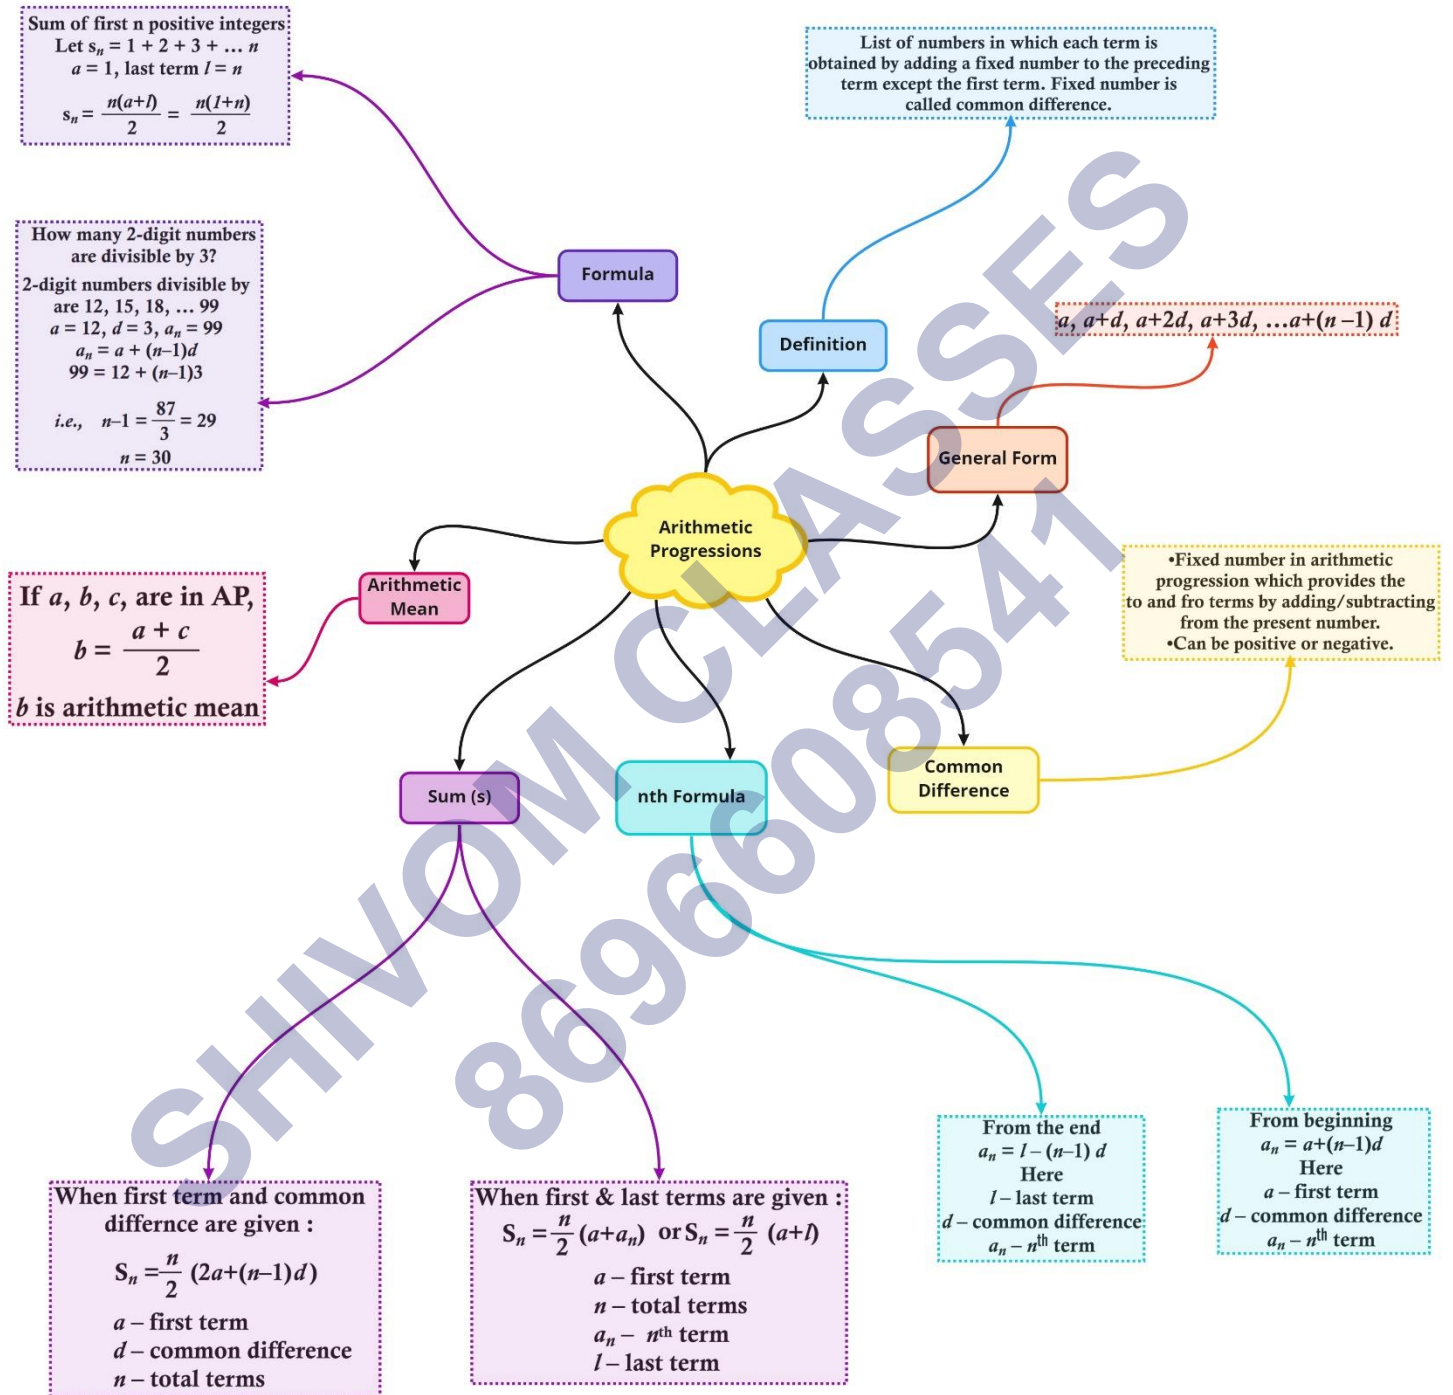 Sum of first n positive integers
Let sₙ = 1 + 2 + 3 + … n
a = 1, last term l = n
sₙ = n(a+l)/2 = n(1+n)/2
How many 2-digit numbers
are divisible by 3?
2-digit numbers divisible by
are 12, 15, 18, … 99
a = 12, d = 3, aₙ = 99
aₙ = a + (n–1)d
99 = 12 + (n–1)3
i.e., n–1 = 87/3 = 29
n = 30
Formula
List of numbers in which each term is
obtained by adding a fixed number to the preceding
term except the first term. Fixed number is
called common difference.
Definition
a, a+d, a+2d, a+3d, …a+(n –1) d
General Form
Arithmetic
Progressions
Arithmetic
Mean
If a, b, c, are in AP,
b = a + c/2
b is arithmetic mean
•Fixed number in arithmetic
progression which provides the
to and fro terms by adding/subtracting
from the present number.
•Can be positive or negative.
Common
Difference
Sum (s)
nth Formula
When first term and common
differnce are given :
Sₙ = n/2 (2a+(n–1)d)
a – first term
d – common difference
n – total terms
When first & last terms are given :
Sₙ = n/2 (a+aₙ) or Sₙ = n/2 (a+l)
a – first term
n – total terms
aₙ – nᵗʰ term
l – last term
From the end
aₙ = l – (n–1) d
Here
l – last term
d – common difference
aₙ – nᵗʰ term
From beginning
aₙ = a+(n–1)d
Here
a – first term
d – common difference
aₙ – nᵗʰ term
SHIVOM CLASSES
8696608541